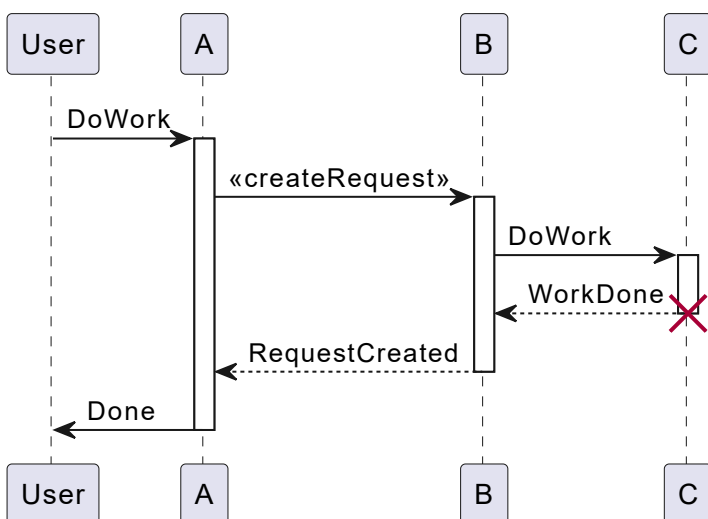 User A B C
DoWork
«createRequest»
DoWork
WorkDone
RequestCreated
Done
User A B C